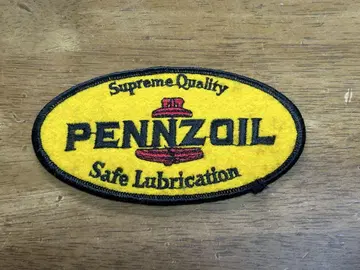 Supreme Quality
PENNZOIL
Safe Lubrication